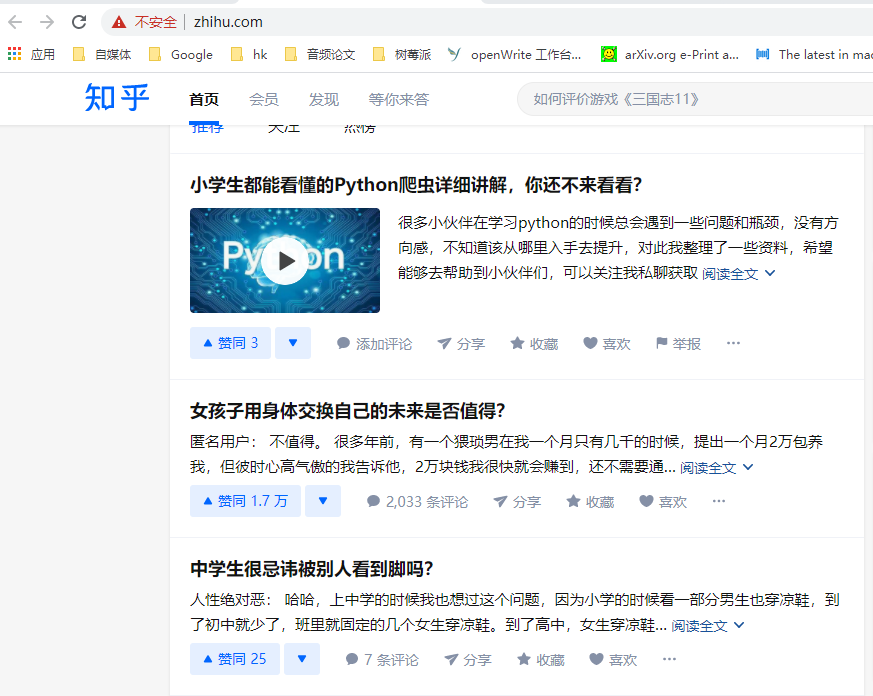 不安全 | zhihu.com
应用 自媒体 Google hk 音频论文 树莓派 openWrite 工作台... arXiv.org e-Print a... The latest in mac
知乎 首页 会员 发现 等你来答 如何评价游戏《三国志11》
推荐 关注 热榜
小学生都能看懂的Python爬虫详细讲解，你还不来看看？
很多小伙伴在学习python的时候总会遇到一些问题和瓶颈，没有方
向感，不知道该从哪里入手去提升，对此我整理了一些资料，希望
能够去帮助到小伙伴们，可以关注我私聊获取 阅读全文
赞同 3 添加评论 分享 收藏 喜欢 举报 ...
女孩子用身体交换自己的未来是否值得？
匿名用户： 不值得。 很多年前，有一个猥琐男在我一个月只有几千的时候，提出一个月2万包养
我，但彼时心高气傲的我告诉他，2万块钱我很快就会赚到，还不需要通... 阅读全文
赞同 1.7 万 2,033 条评论 分享 收藏 喜欢 ...
中学生很忌讳被别人看到脚吗？
人性绝对恶： 哈哈，上中学的时候我也想过这个问题，因为小学的时候看一部分男生也穿凉鞋，到
了初中就少了，班里就固定的几个女生穿凉鞋。到了高中，女生穿凉鞋... 阅读全文
赞同 25 7 条评论 分享 收藏 喜欢 ...